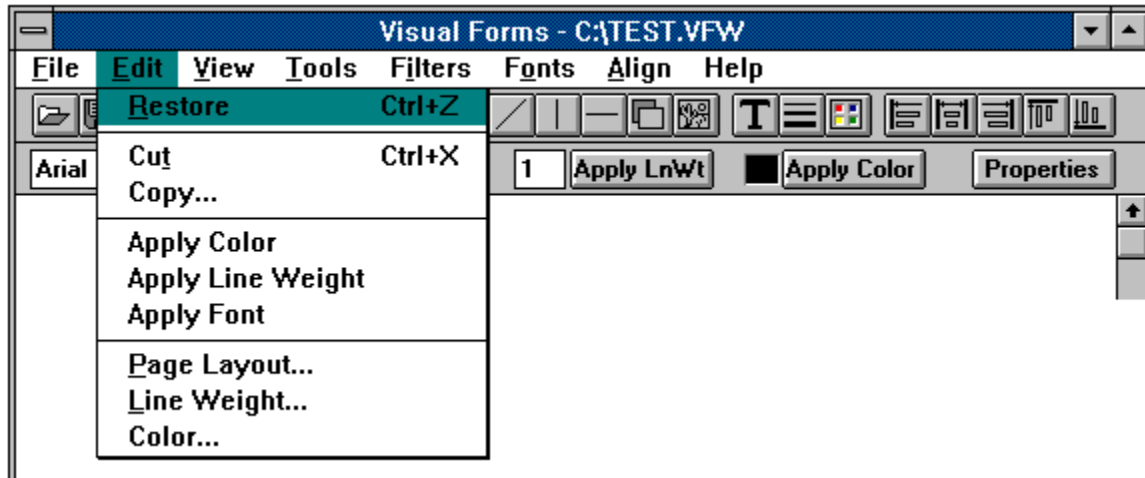 Visual Forms - C:\TEST.VFW
File Edit View Tools Filters Fonts Align Help
Restore Ctrl+Z
T
Arial 1 Apply LnWt Apply Color Properties
Cut Ctrl+X
Copy...
Apply Color
Apply Line Weight
Apply Font
Page Layout...
Line Weight...
Color...